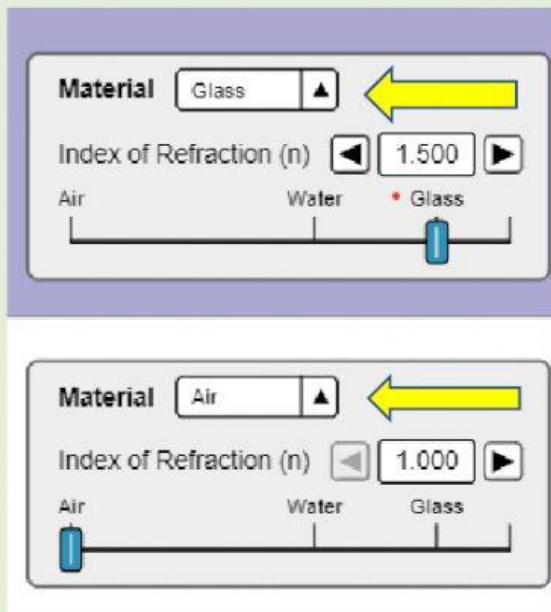 Material Glass ▲
Index of Refraction (n) ◀ 1.500 ▶
Air Water • Glass
Material Air ▲
Index of Refraction (n) ◀ 1.000 ▶
Air Water Glass